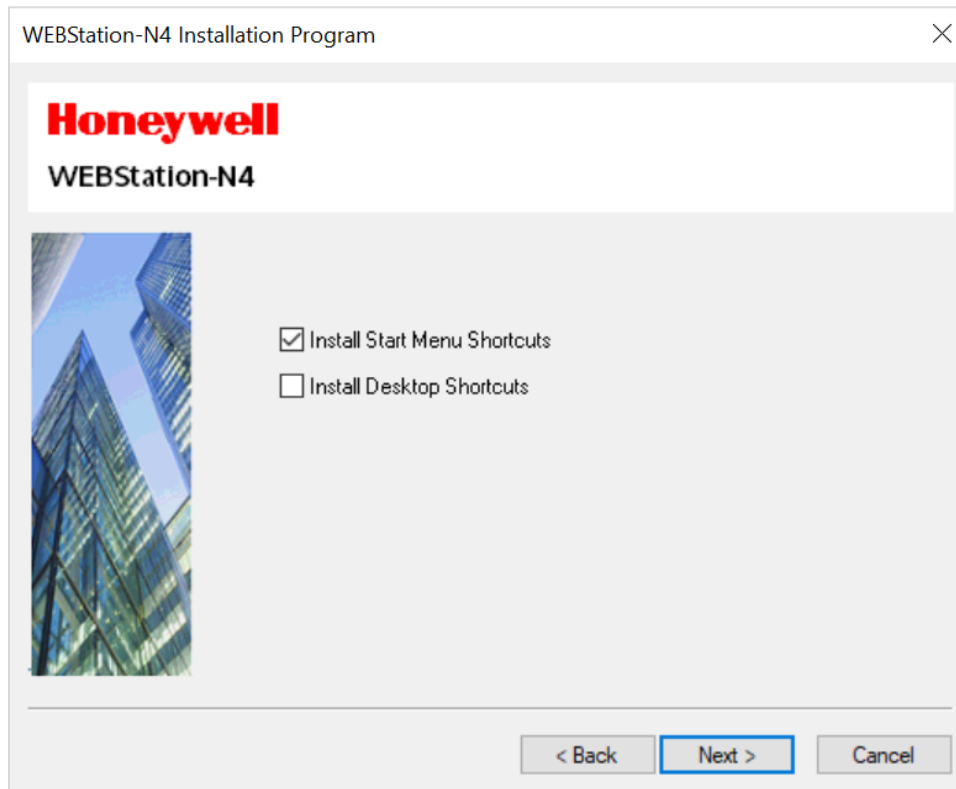 WEBStation-N4 Installation Program
Honeywell
WEBStation-N4
Install Start Menu Shortcuts
Install Desktop Shortcuts
< Back Next > Cancel